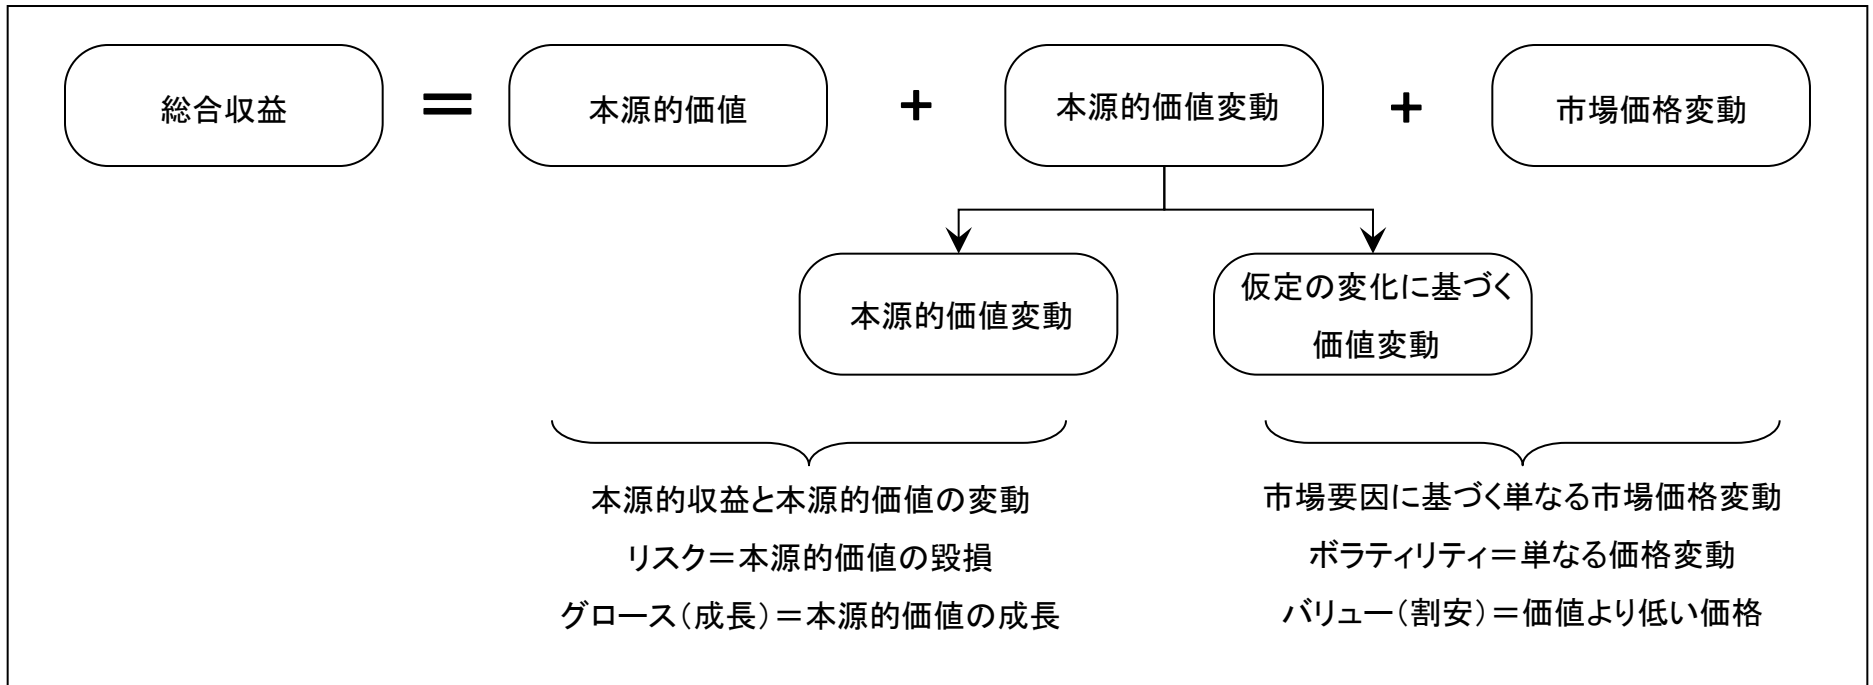 総合収益
＝
本源的価値
+
本源的価値変動
+
市場価格変動
本源的価値変動
仮定の変化に基づく
価値変動
本源的収益と本源的価値の変動
リスク＝本源的価値の毀損
グロース（成長）＝本源的価値の成長
市場要因に基づく単なる市場価格変動
ボラティリティ＝単なる価格変動
バリュー（割安）＝価値より低い価格